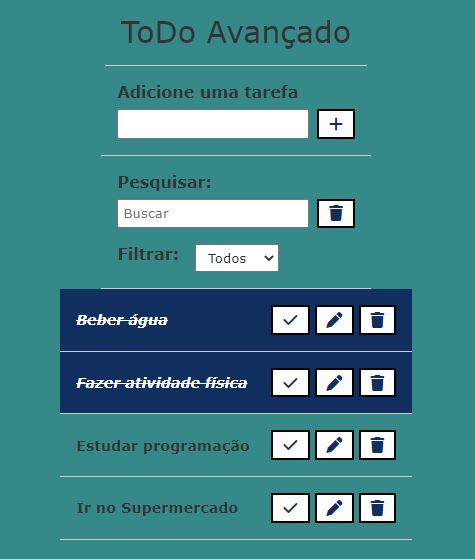 ToDo Avançado
Adicione uma tarefa
Pesquisar:
Buscar
Filtrar: Todos
Beber água
Fazer atividade física
Estudar programação
Ir no Supermercado